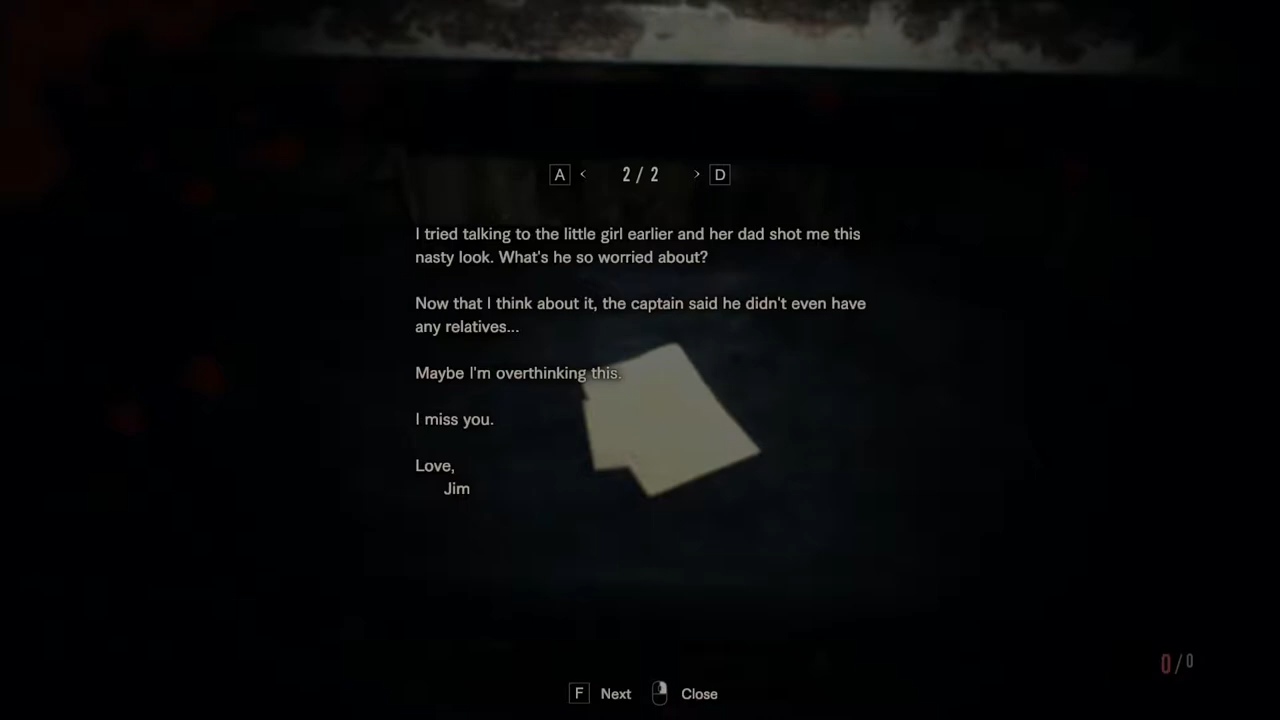 A < 2 / 2 > D
I tried talking to the little girl earlier and her dad shot me this
nasty look. What's he so worried about?
Now that I think about it, the captain said he didn't even have
any relatives...
Maybe I'm overthinking this.
I miss you.
Love,
Jim
0/0
F Next Close